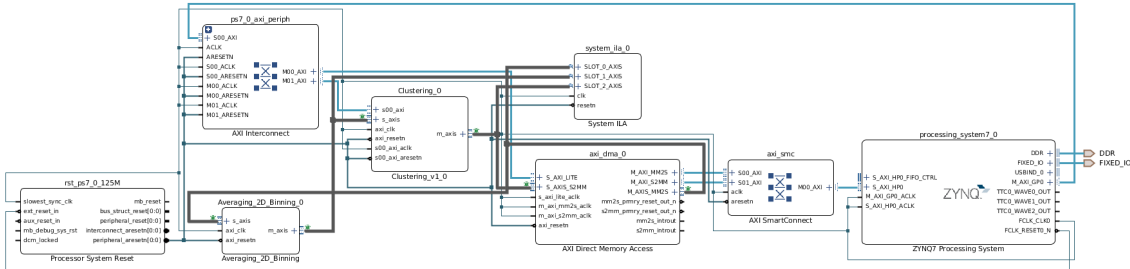 ps7_0_axi_periph
S00_AXI
ACLK
ARESETN
S00_ACLK
S00_ARESETN
M00_ACLK
M00_ARESETN
M01_ACLK
M01_ARESETN
M00_AXI
M01_AXI
AXI Interconnect
system_ila_0
SLOT_0_AXIS
SLOT_1_AXIS
SLOT_2_AXIS
clk
resetn
System ILA
Clustering_0
s00_axi
s_axis
axi_clk
axi_resetn
s00_axi_aclk
s00_axi_aresetn
m_axis
Clustering_v1_0
rst_ps7_0_125M
slowest_sync_clk
ext_reset_in
aux_reset_in
mb_debug_sys_rst
dcm_locked
mb_reset
bus_struct_reset[0:0]
peripheral_reset[0:0]
interconnect_aresetn[0:0]
peripheral_aresetn[0:0]
Processor System Reset
Averaging_2D_Binning_0
s_axis
axi_clk
axi_resetn
m_axis
Averaging_2D_Binning
axi_dma_0
S_AXI_LITE
S_AXIS_S2MM
s_axi_lite_aclk
m_axi_mm2s_aclk
m_axi_s2mm_aclk
axi_resetn
M_AXI_MM2S
M_AXI_S2MM
M_AXIS_MM2S
mm2s_prmry_reset_out_n
s2mm_prmry_reset_out_n
mm2s_introut
s2mm_introut
AXI Direct Memory Access
axi_smc
S00_AXI
S01_AXI
aclk
aresetn
M00_AXI
AXI SmartConnect
processing_system7_0
S_AXI_HP0_FIFO_CTRL
S_AXI_HP0
M_AXI_GP0_ACLK
S_AXI_HP0_ACLK
ZYNQ
DDR
FIXED_IO
USBIND_0
M_AXI_GP0
TTC0_WAVE0_OUT
TTC0_WAVE1_OUT
TTC0_WAVE2_OUT
FCLK_CLK0
FCLK_RESET0_N
ZYNQ7 Processing System
DDR
FIXED_IO